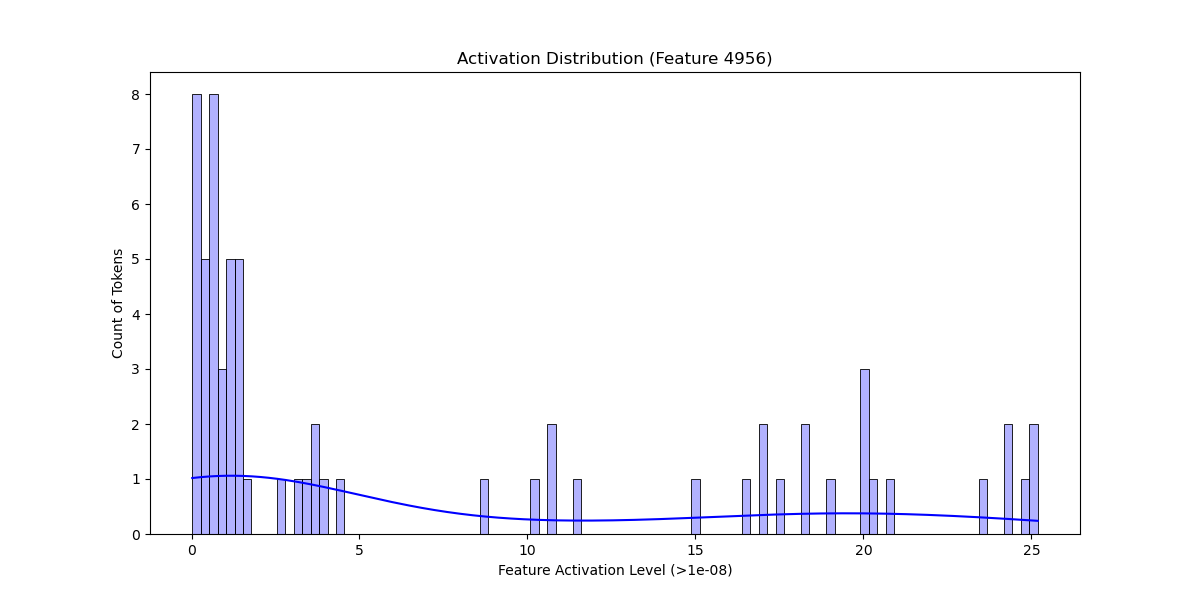 Activation Distribution (Feature 4956)
Count of Tokens
8
7
6
5
4
3
2
1
0
0 5 10 15 20 25
Feature Activation Level (>1e-08)